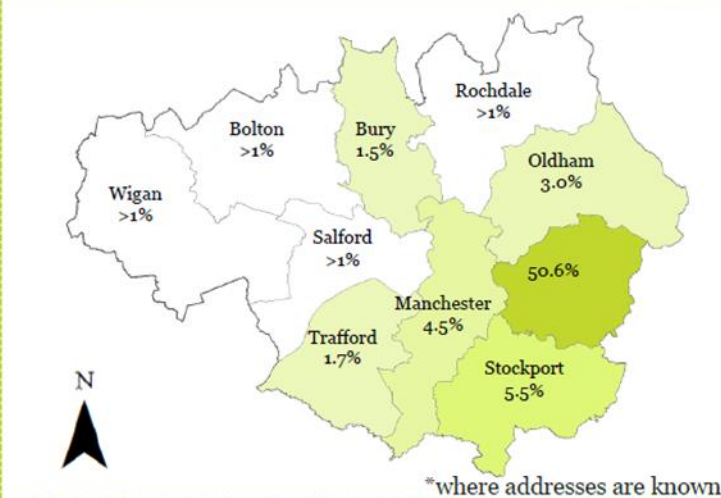 Rochdale
>1%
Bolton
>1%
Bury
1.5%
Oldham
3.0%
Wigan
>1%
Salford
>1%
50.6%
Manchester
4.5%
Trafford
1.7%
Stockport
5.5%
N
*where addresses are known